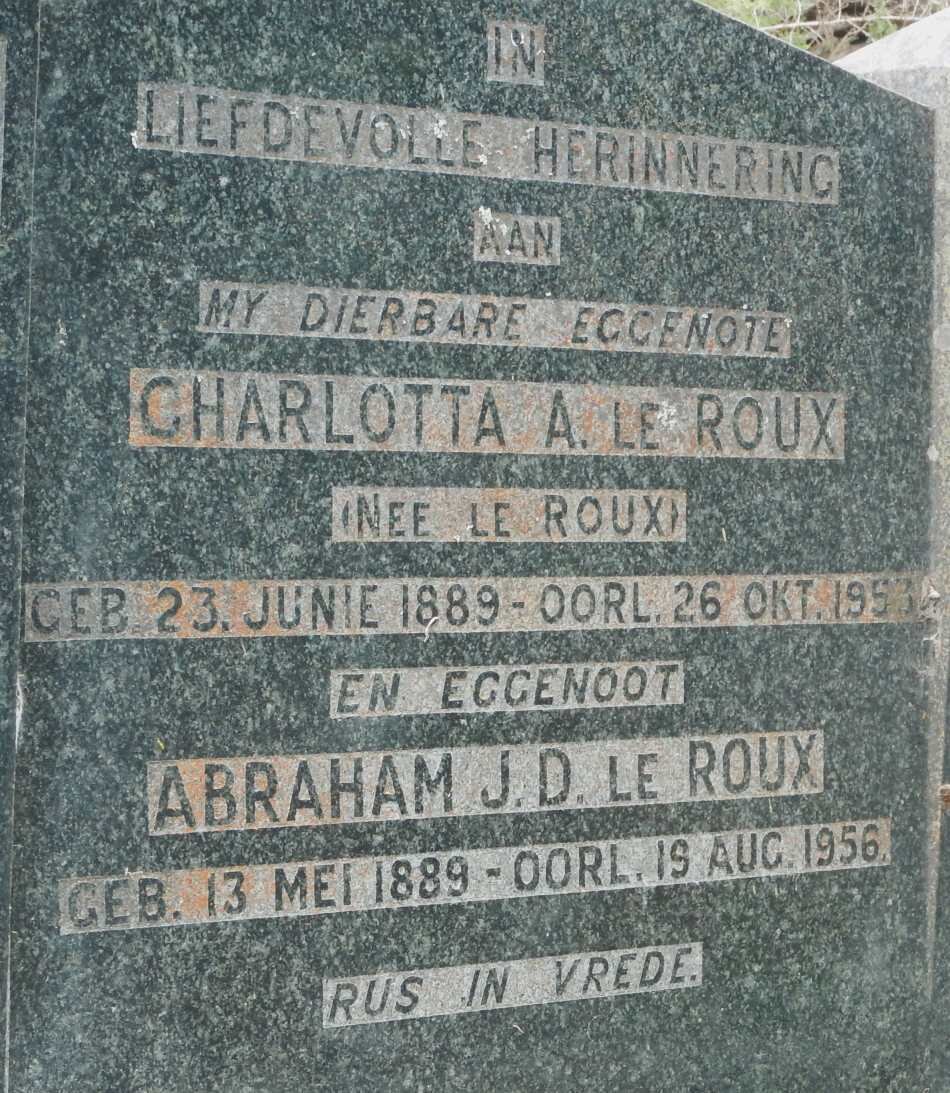 IN
LIEFDEVOLLE HERINNERING
AAN
MY DIERBARE EGGENOTE
CHARLOTTA A. LE ROUX
(NEE LE ROUX)
GEB. 23. JUNIE 1889 - OORL. 26 OKT. 1953
EN EGGENOOT
ABRAHAM J.D. LE ROUX
GEB. 13 MEI 1889 - OORL. 19 AUG. 1956.
RUS IN VREDE.